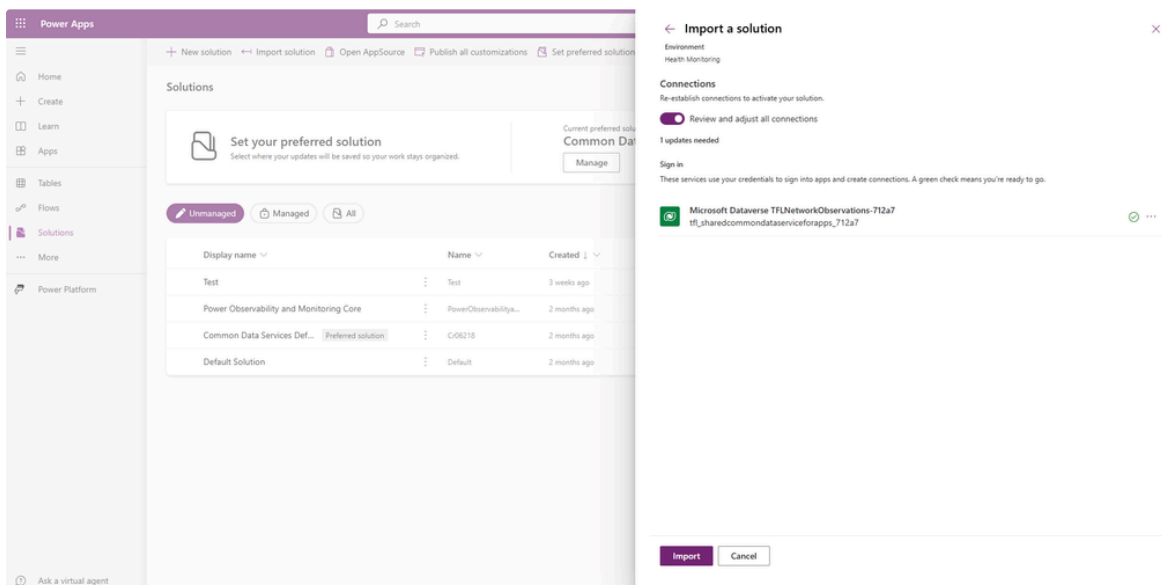 Power Apps
Search
New solution
Import solution
Open AppSource
Publish all customizations
Set preferred solution
Home
Create
Learn
Apps
Tables
Flows
Solutions
More
Power Platform
Ask a virtual agent
Solutions
Set your preferred solution
Select where your updates will be saved so your work stays organized.
Current preferred solu
Common Da
Manage
Unmanaged
Managed
All
Display name Name Created
Test Test 3 weeks ago
Power Observability and Monitoring Core PowerObservabilitya... 2 months ago
Common Data Services Def... Preferred solution Cr06218 2 months ago
Default Solution Default 2 months ago
Import a solution
Environment
Health Monitoring
Connections
Re-establish connections to activate your solution.
Review and adjust all connections
1 updates needed
Sign in
These services use your credentials to sign into apps and create connections. A green check means you're ready to go.
Microsoft Dataverse TFLNetworkObservations-712a7
tfl_sharedcommondataserviceforapps_712a7
Import
Cancel